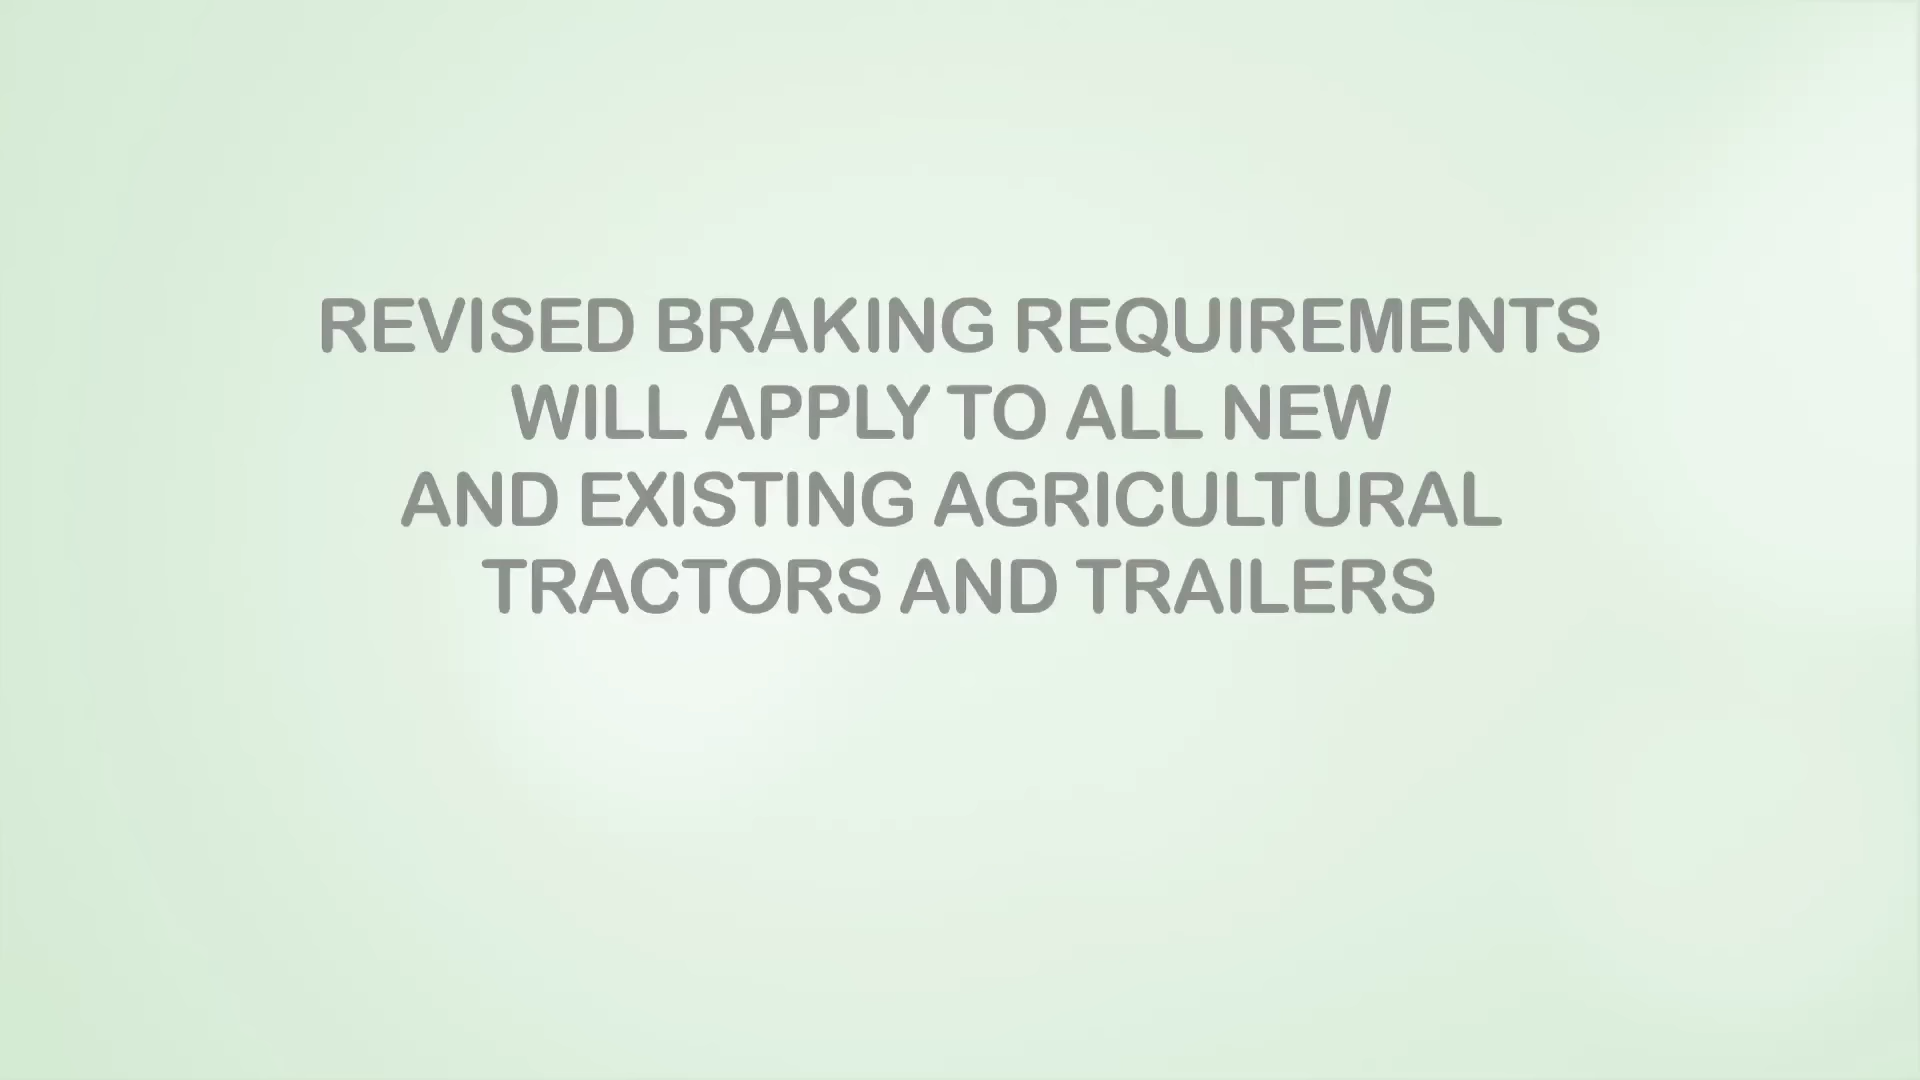 REVISED BRAKING REQUIREMENTS
WILL APPLY TO ALL NEW
AND EXISTING AGRICULTURAL
TRACTORS AND TRAILERS